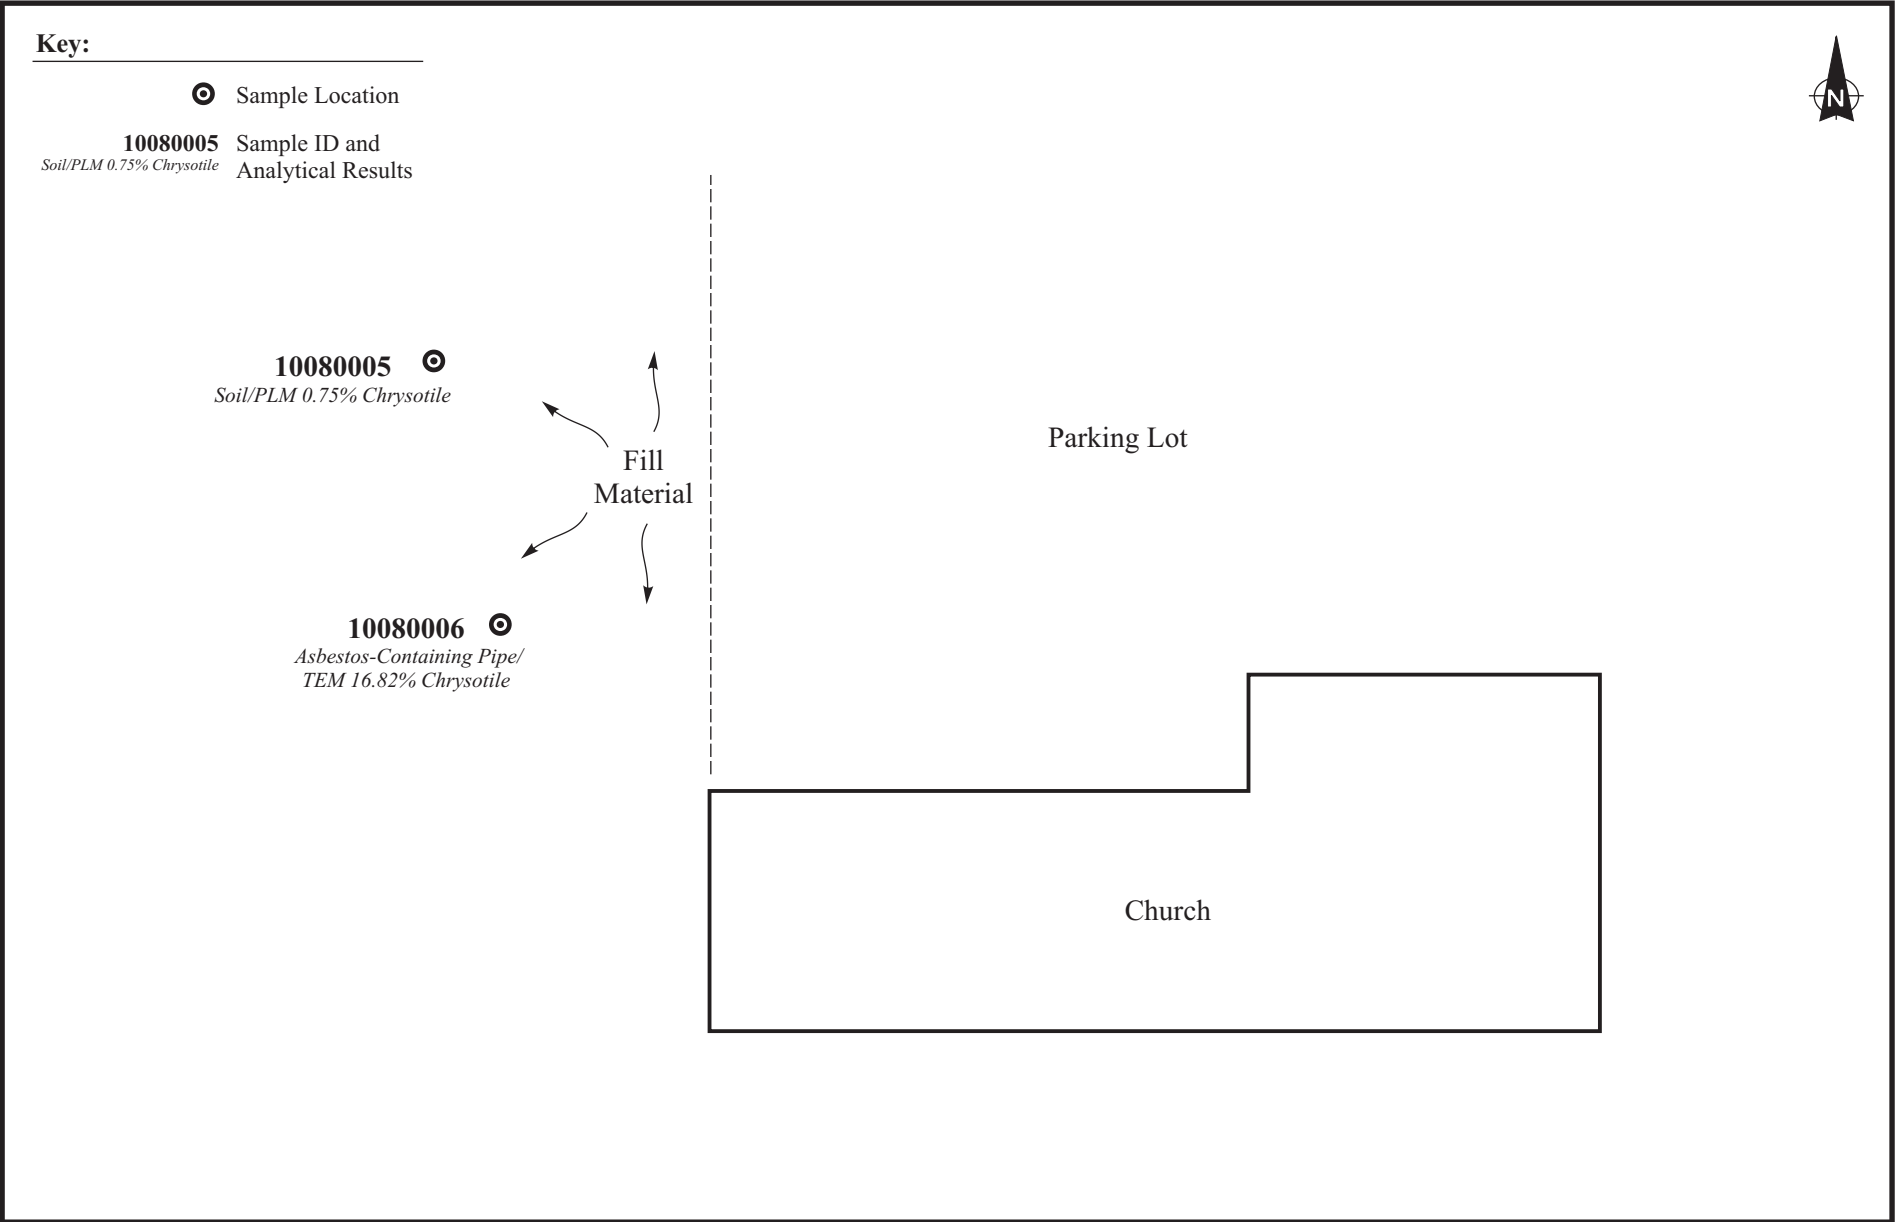 Key:
Sample Location
10080005 Sample ID and
Soil/PLM 0.75% Chrysotile Analytical Results
N
10080005
Soil/PLM 0.75% Chrysotile
Fill
Material
Parking Lot
10080006
Asbestos-Containing Pipe/
TEM 16.82% Chrysotile
Church